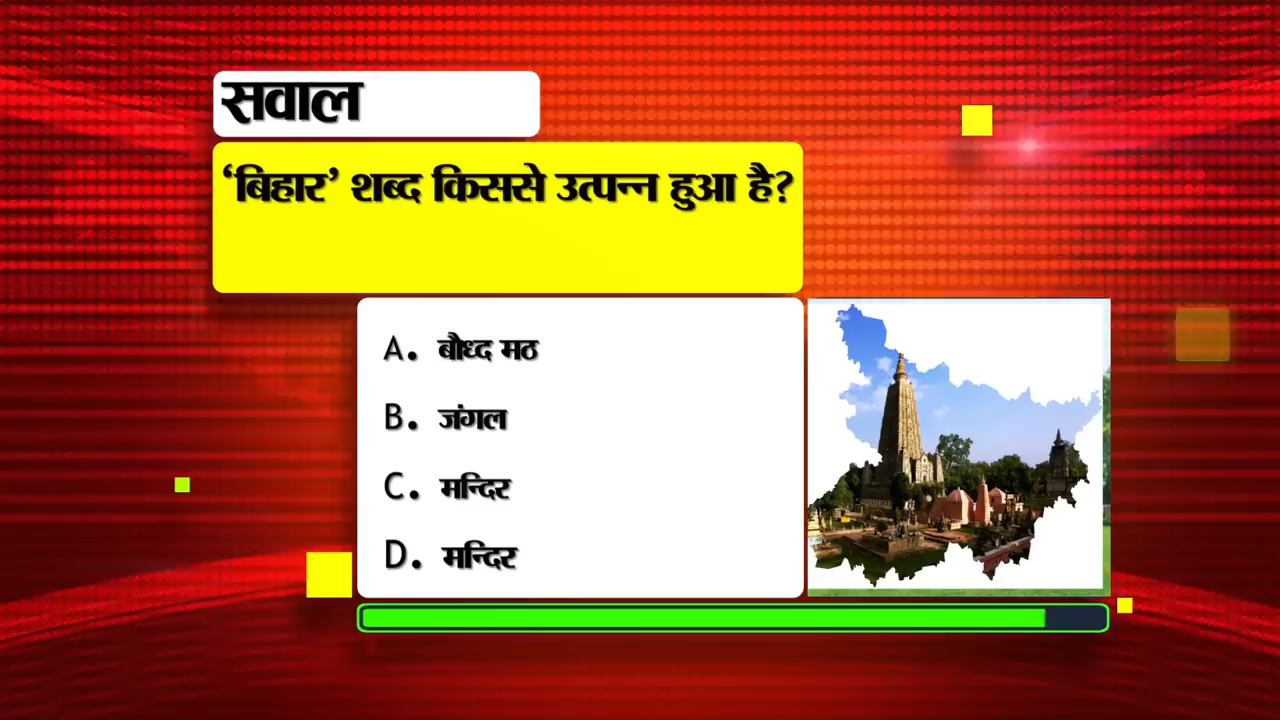 सवाल
‘बिहार’ शब्द किससे उत्पन्न हुआ है?
A. बौध्द मठ
B. जंगल
C. मन्दिर
D. मन्दिर